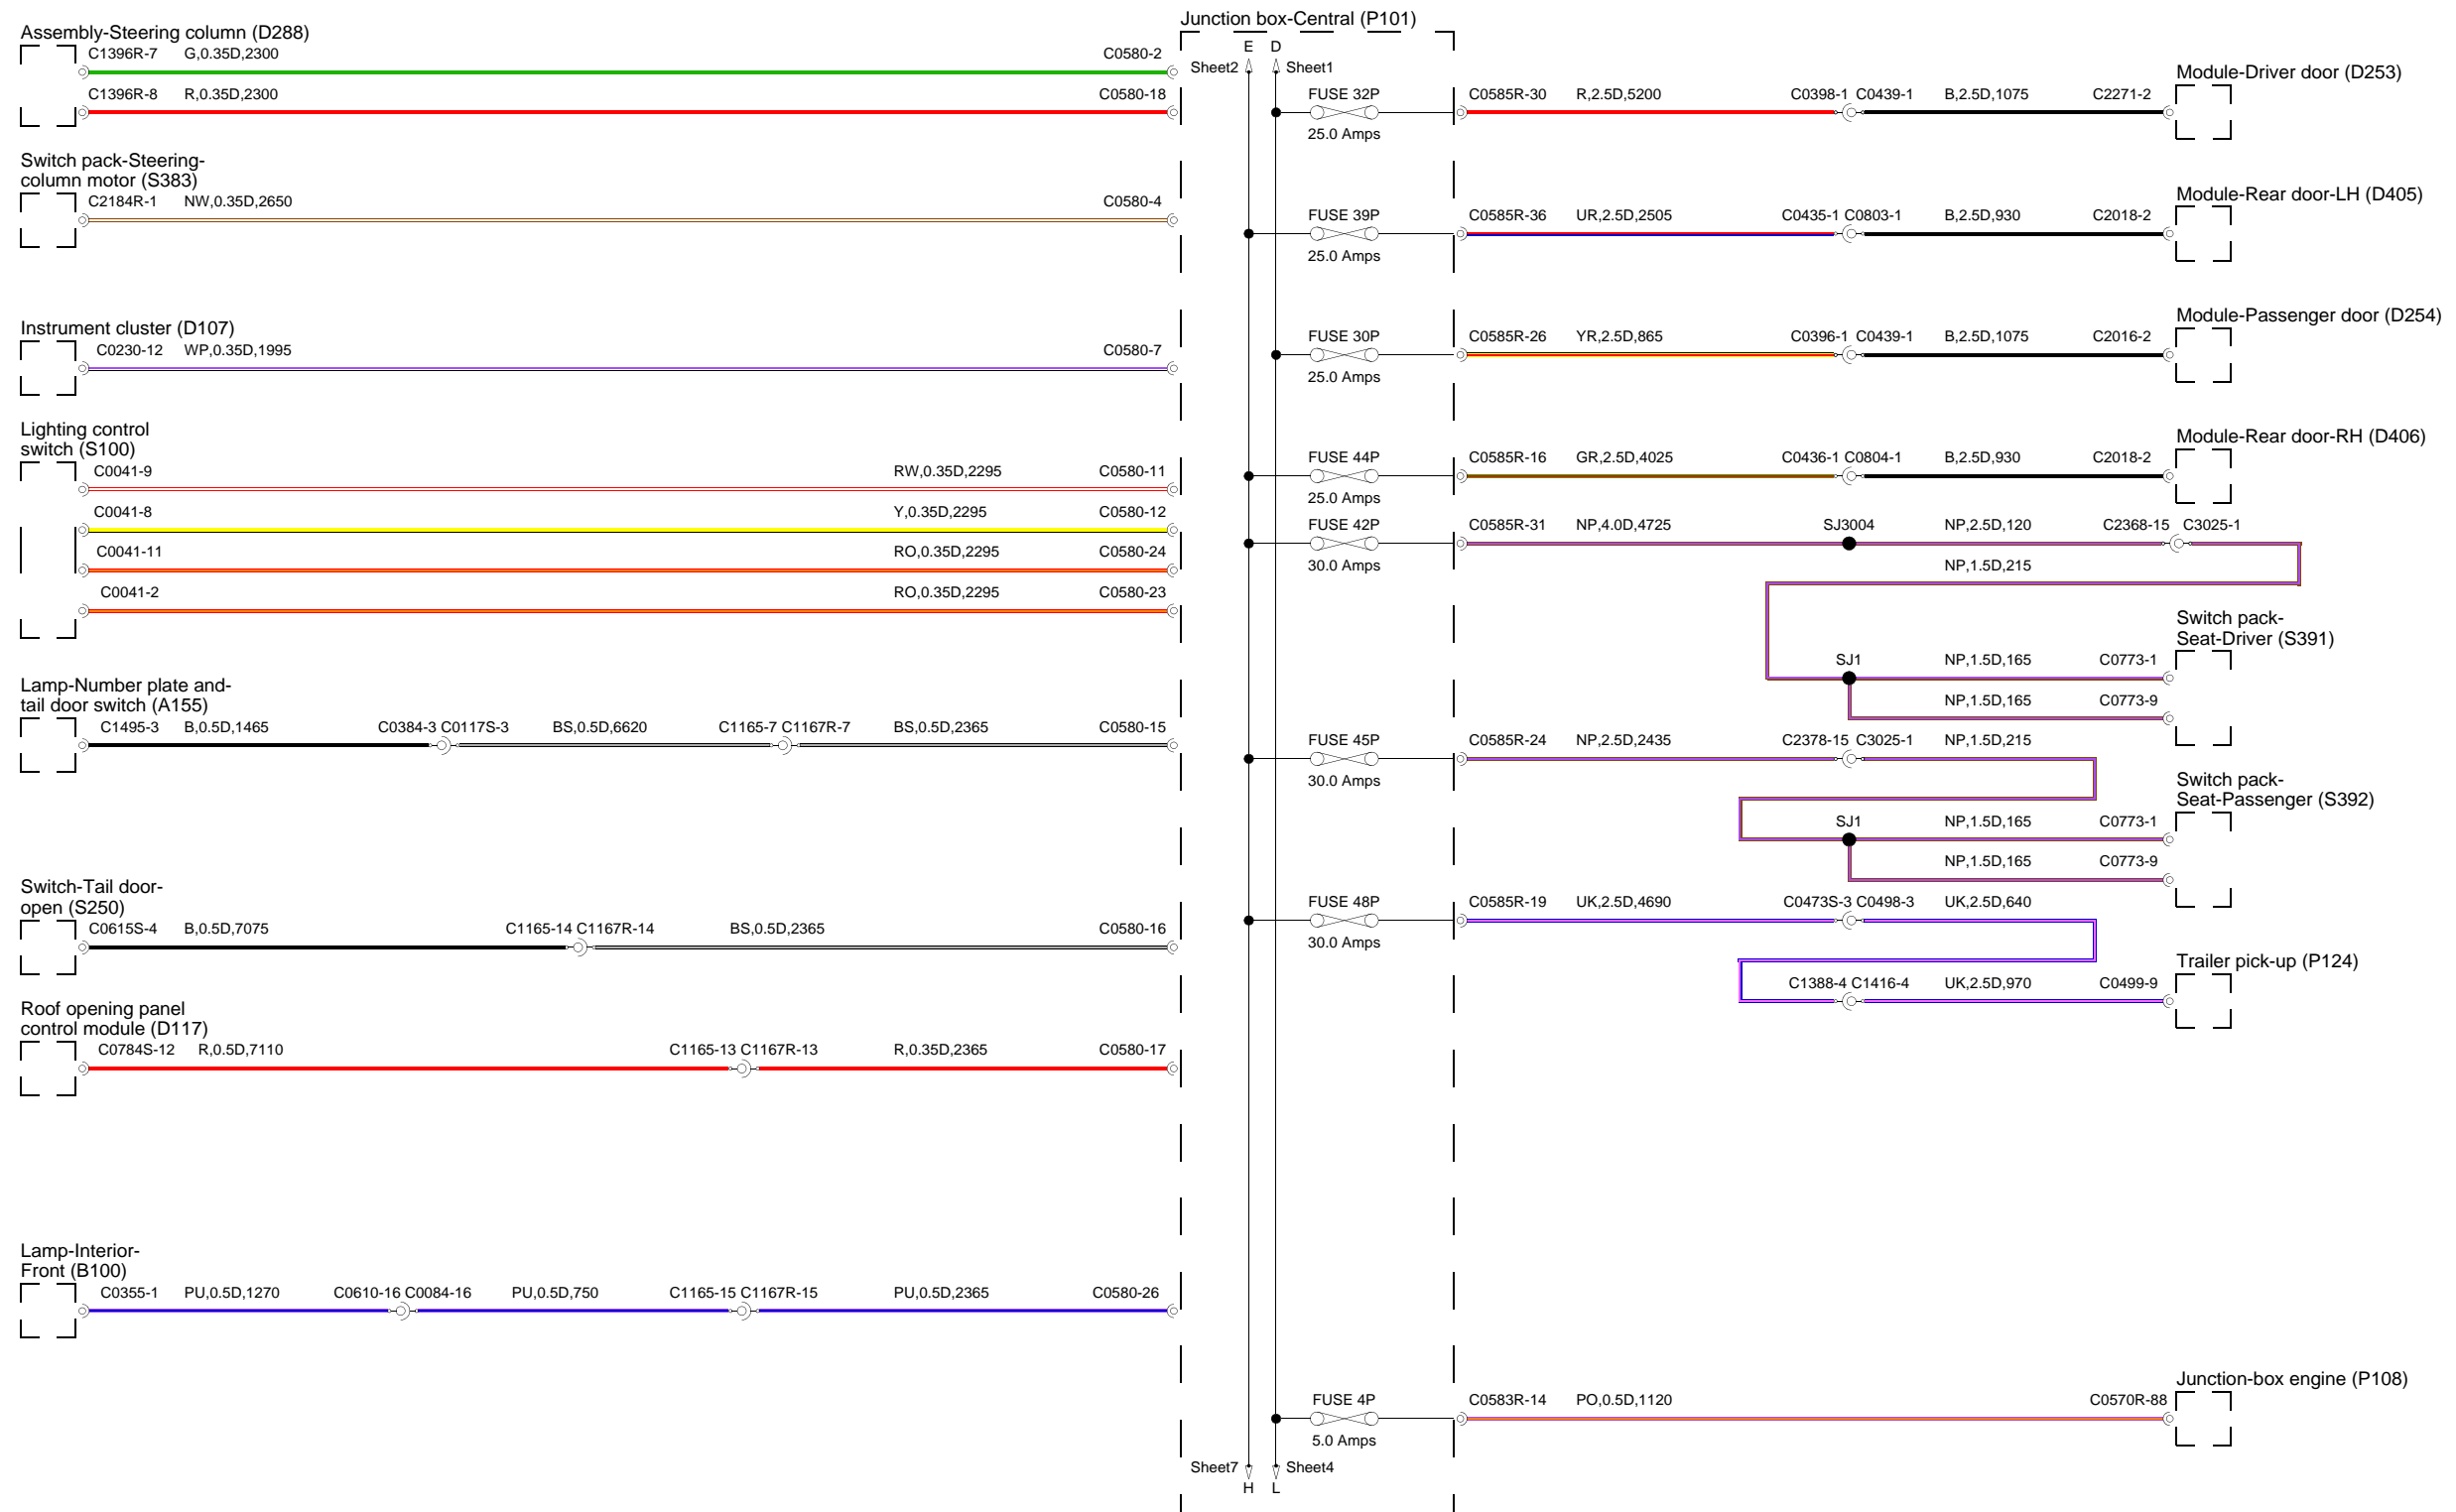 Assembly-Steering column (D288)
C1396R-7 G,0.35D,2300 C0580-2
C1396R-8 R,0.35D,2300 C0580-18
Switch pack-Steering-
column motor (S383)
C2184R-1 NW,0.35D,2650 C0580-4
Instrument cluster (D107)
C0230-12 WP,0.35D,1995 C0580-7
Lighting control
switch (S100)
C0041-9 RW,0.35D,2295 C0580-11
C0041-8 Y,0.35D,2295 C0580-12
C0041-11 RO,0.35D,2295 C0580-24
C0041-2 RO,0.35D,2295 C0580-23
Lamp-Number plate and-
tail door switch (A155)
C1495-3 B,0.5D,1465 C0384-3 C0117S-3 BS,0.5D,6620 C1165-7 C1167R-7 BS,0.5D,2365 C0580-15
Switch-Tail door-
open (S250)
C0615S-4 B,0.5D,7075 C1165-14 C1167R-14 BS,0.5D,2365 C0580-16
Roof opening panel
control module (D117)
C0784S-12 R,0.5D,7110 C1165-13 C1167R-13 R,0.35D,2365 C0580-17
Lamp-Interior-
Front (B100)
C0355-1 PU,0.5D,1270 C0610-16 C0084-16 PU,0.5D,750 C1165-15 C1167R-15 PU,0.5D,2365 C0580-26
Junction box-Central (P101)
E D
Sheet2 Sheet1
FUSE 32P
25.0 Amps
FUSE 39P
25.0 Amps
FUSE 30P
25.0 Amps
FUSE 44P
25.0 Amps
FUSE 42P
30.0 Amps
FUSE 45P
30.0 Amps
FUSE 48P
30.0 Amps
FUSE 4P
5.0 Amps
Sheet7 Sheet4
H L
Module-Driver door (D253)
C0585R-30 R,2.5D,5200 C0398-1 C0439-1 B,2.5D,1075 C2271-2
Module-Rear door-LH (D405)
C0585R-36 UR,2.5D,2505 C0435-1 C0803-1 B,2.5D,930 C2018-2
Module-Passenger door (D254)
C0585R-26 YR,2.5D,865 C0396-1 C0439-1 B,2.5D,1075 C2016-2
Module-Rear door-RH (D406)
C0585R-16 GR,2.5D,4025 C0436-1 C0804-1 B,2.5D,930 C2018-2
C0585R-31 NP,4.0D,4725 SJ3004 NP,2.5D,120 C2368-15 C3025-1
NP,1.5D,215
Switch pack-
Seat-Driver (S391)
SJ1 NP,1.5D,165 C0773-1
NP,1.5D,165 C0773-9
C0585R-24 NP,2.5D,2435 C2378-15 C3025-1 NP,1.5D,215
Switch pack-
Seat-Passenger (S392)
SJ1 NP,1.5D,165 C0773-1
NP,1.5D,165 C0773-9
C0585R-19 UK,2.5D,4690 C0473S-3 C0498-3 UK,2.5D,640
Trailer pick-up (P124)
C1388-4 C1416-4 UK,2.5D,970 C0499-9
Junction-box engine (P108)
C0583R-14 PO,0.5D,1120 C0570R-88